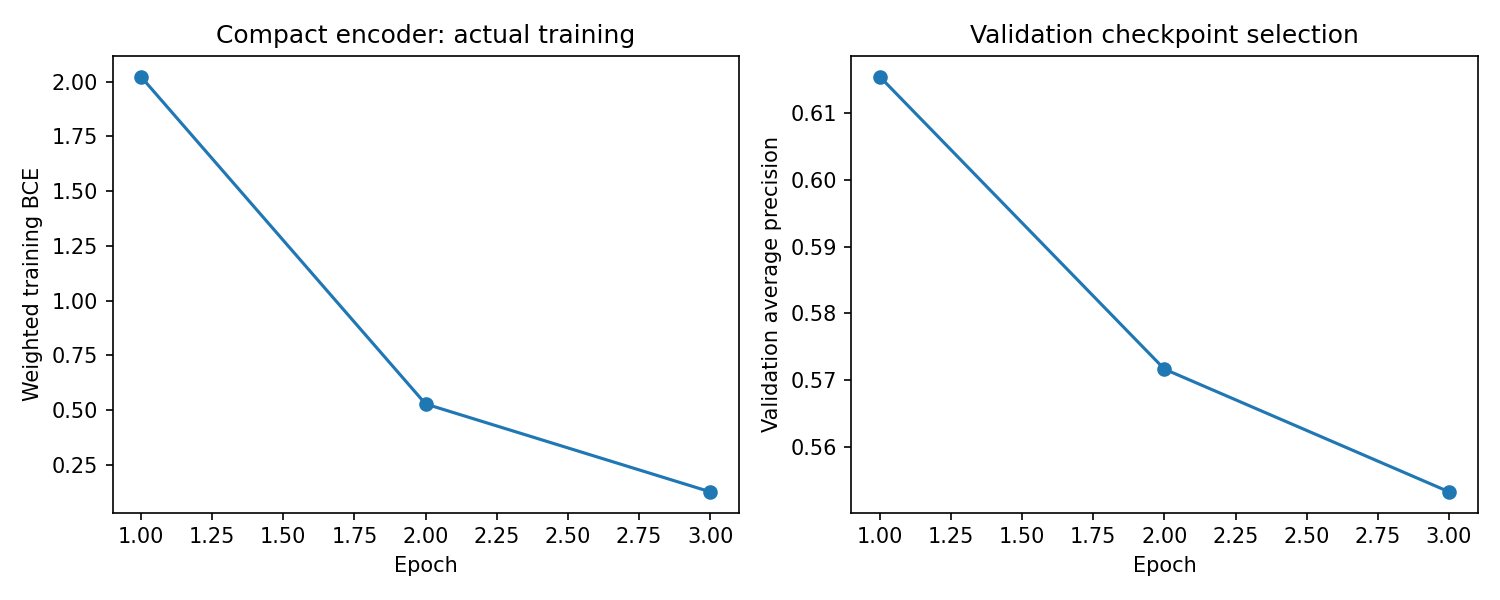 Compact encoder: actual training
Weighted training BCE
2.00
1.75
1.50
1.25
1.00
0.75
0.50
0.25
1.00 1.25 1.50 1.75 2.00 2.25 2.50 2.75 3.00
Epoch
Validation checkpoint selection
Validation average precision
0.61
0.60
0.59
0.58
0.57
0.56
1.00 1.25 1.50 1.75 2.00 2.25 2.50 2.75 3.00
Epoch